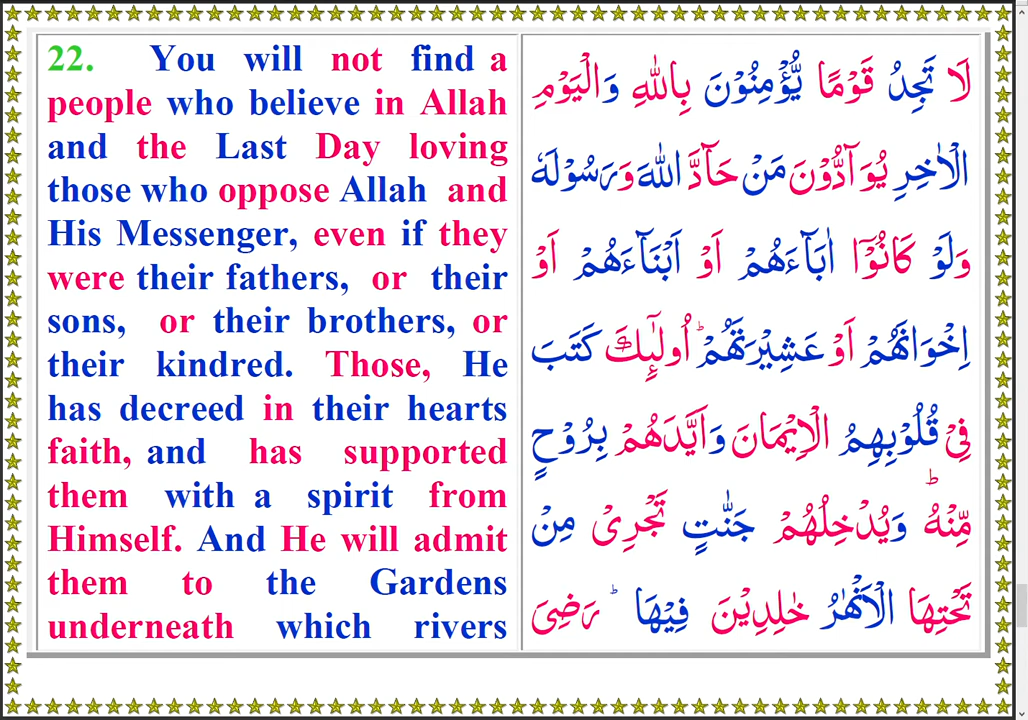 22. You will not find a
people who believe in Allah
and the Last Day loving
those who oppose Allah and
His Messenger, even if they
were their fathers, or their
sons, or their brothers, or
their kindred. Those, He
has decreed in their hearts
faith, and has supported
them with a spirit from
Himself. And He will admit
them to the Gardens
underneath which rivers
لَا تَجِدُ قَوْمًا يُّؤْمِنُوْنَ بِاللّٰهِ وَالْيَوْمِ
الْاٰخِرِ يُوَآدُّوْنَ مَنْ حَآدَّ اللّٰهَ وَرَسُوْلَهٗ
وَلَوْ كَانُوْٓا اٰبَآءَهُمْ اَوْ اَبْنَآءَهُمْ اَوْ
اِخْوَانَهُمْ اَوْ عَشِيْرَتَهُمْ ؕ اُولٰٓئِكَ كَتَبَ
فِيْ قُلُوْبِهِمُ الْاِيْمَانَ وَاَيَّدَهُمْ بِرُوْحٍ
مِّنْهُ ؕ وَيُدْخِلُهُمْ جَنّٰتٍ تَجْرِيْ مِنْ
تَحْتِهَا الْاَنْهٰرُ خٰلِدِيْنَ فِيْهَا ؕ رَضِيَ